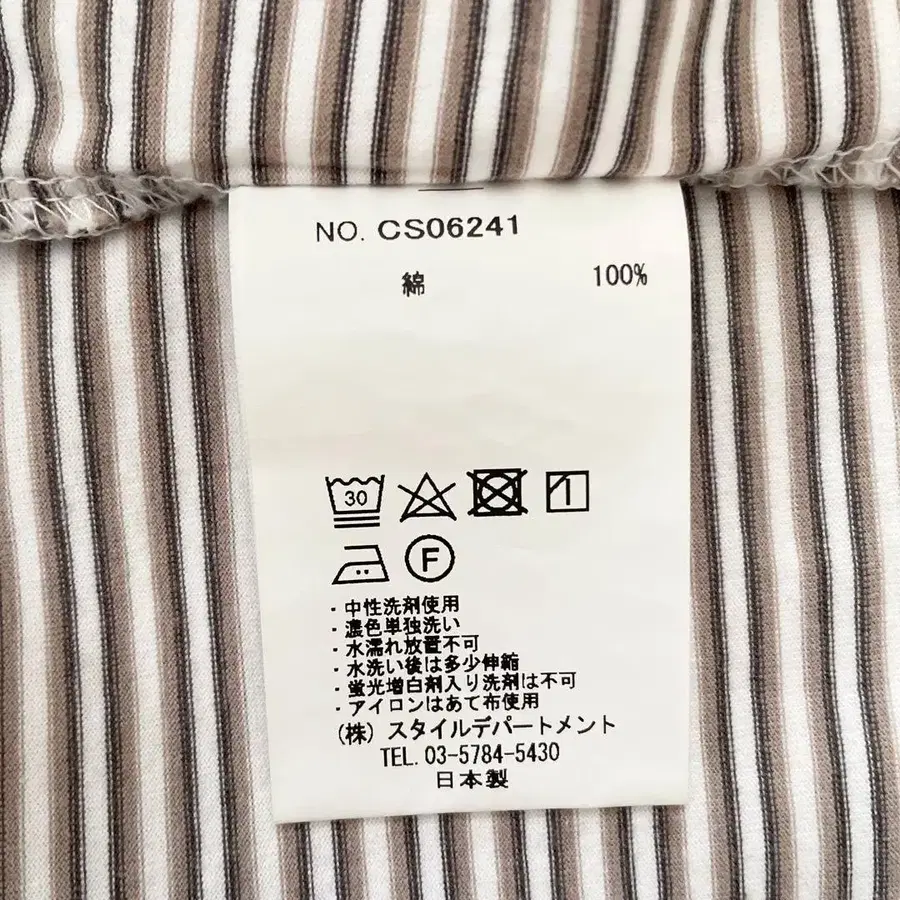 NO. CS06241
綿 100%
30
F
・中性洗剤使用
・濃色単独洗い
・水濡れ放置不可
・水洗い後は多少伸縮
・蛍光増白剤入り洗剤は不可
・アイロンはあて布使用
(株) スタイルデパートメント
TEL. 03-5784-5430
日本製